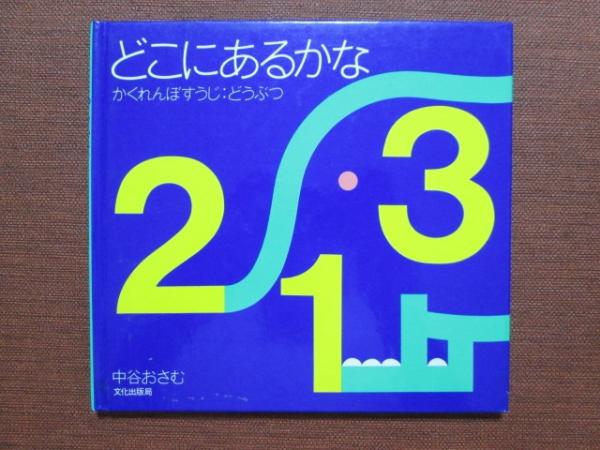 どこにあるかな
かくれんぼすうじ:どうぶつ
2
3
1
中谷おさむ
文化出版局